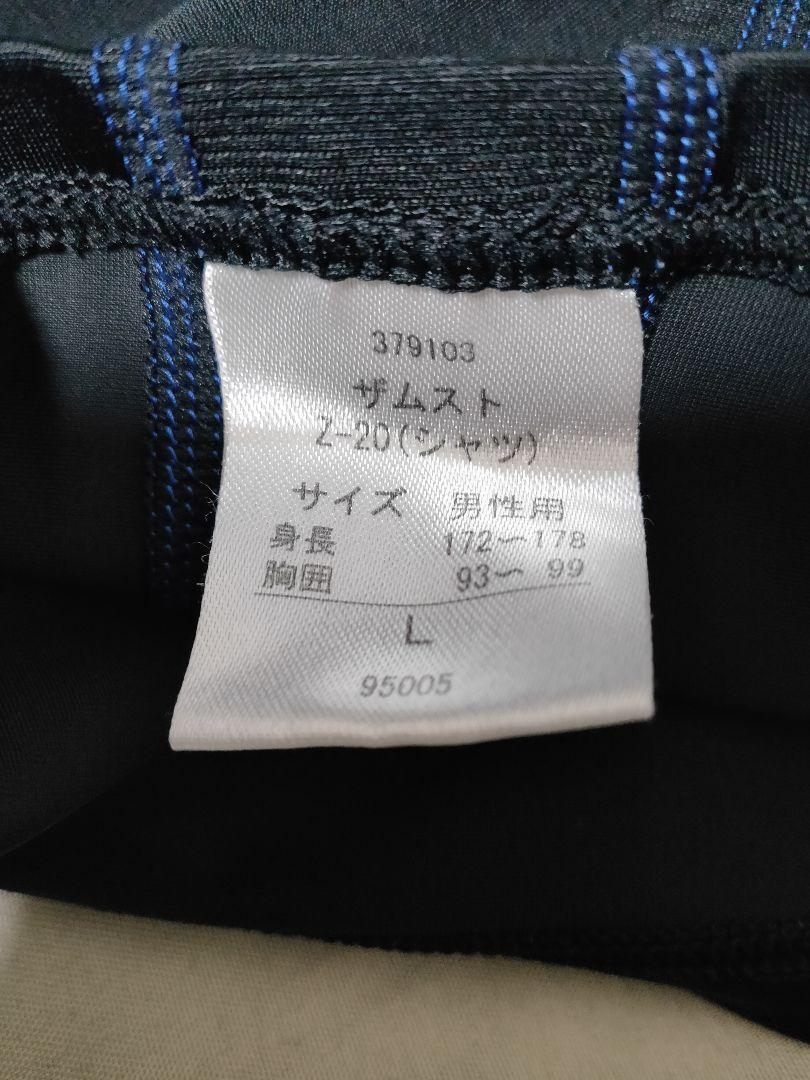 379103
ザムスト
Z-20(シャツ)
サイズ 男性用
身長 172〜178
胸囲 93〜 99
L
95005